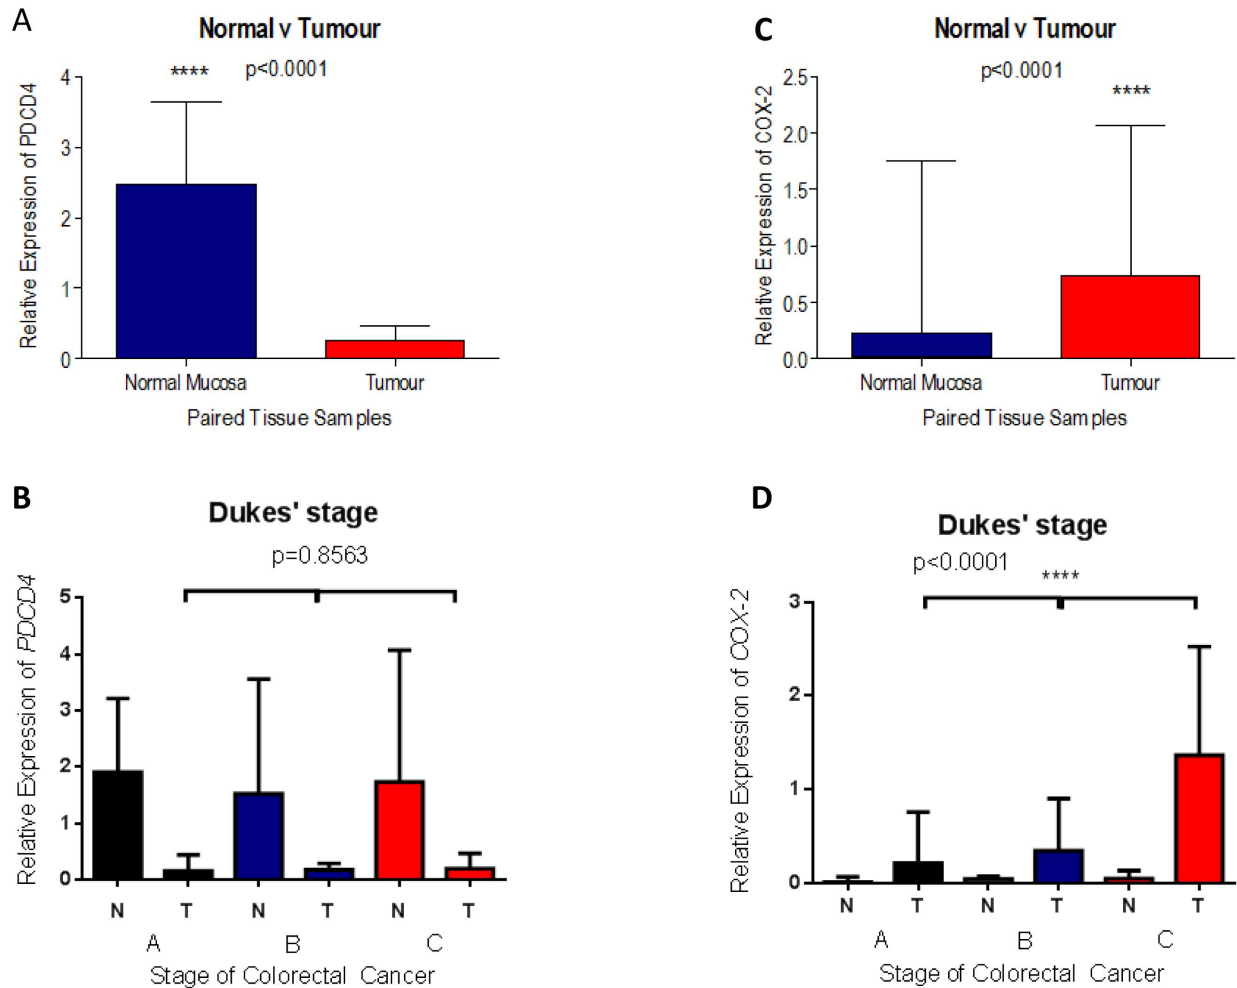 A
Normal v Tumour
**** p<0.0001
4
3
2
1
0
Relative Expression of PDCD4
Normal Mucosa Tumour
Paired Tissue Samples
C
Normal v Tumour
p<0.0001
****
2.5
2.0
1.5
1.0
0.5
0.0
Relative Expression of COX-2
Normal Mucosa Tumour
Paired Tissue Samples
B
Dukes' stage
p=0.8563
5
4
3
2
1
0
Relative Expression of PDCD4
N T N T N T
A B C
Stage of Colorectal Cancer
D
Dukes' stage
p<0.0001
****
3
2
1
0
Relative Expression of COX-2
N T N T N T
A B C
Stage of Colorectal Cancer